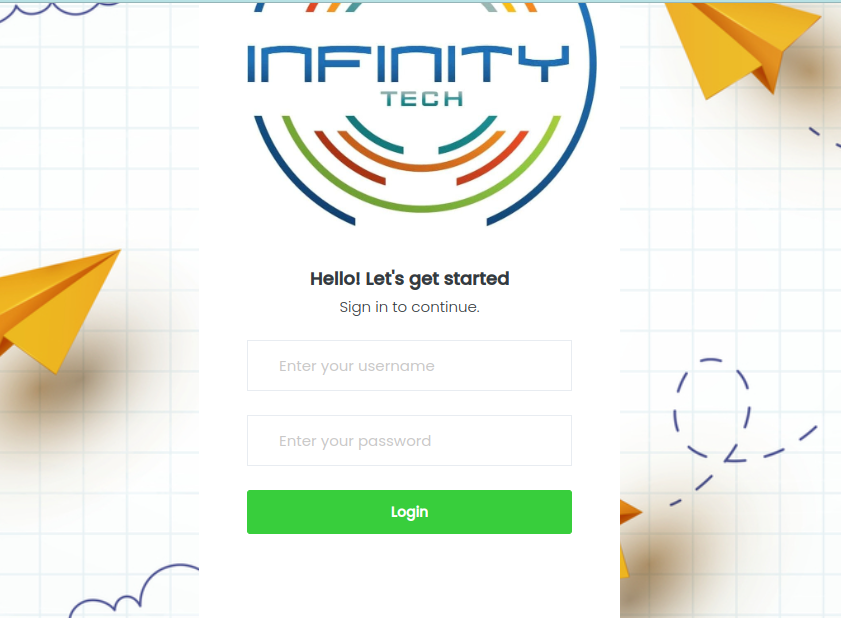 INFINITY
TECH
Hello! Let's get started
Sign in to continue.
Enter your username
Enter your password
Login